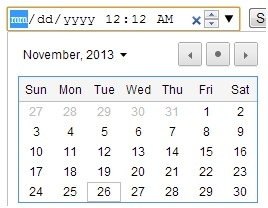 mm/dd/yyyy 12:12 AM
November, 2013
Sun Mon Tue Wed Thu Fri Sat
27 28 29 30 31 1 2
3 4 5 6 7 8 9
10 11 12 13 14 15 16
17 18 19 20 21 22 23
24 25 26 27 28 29 30